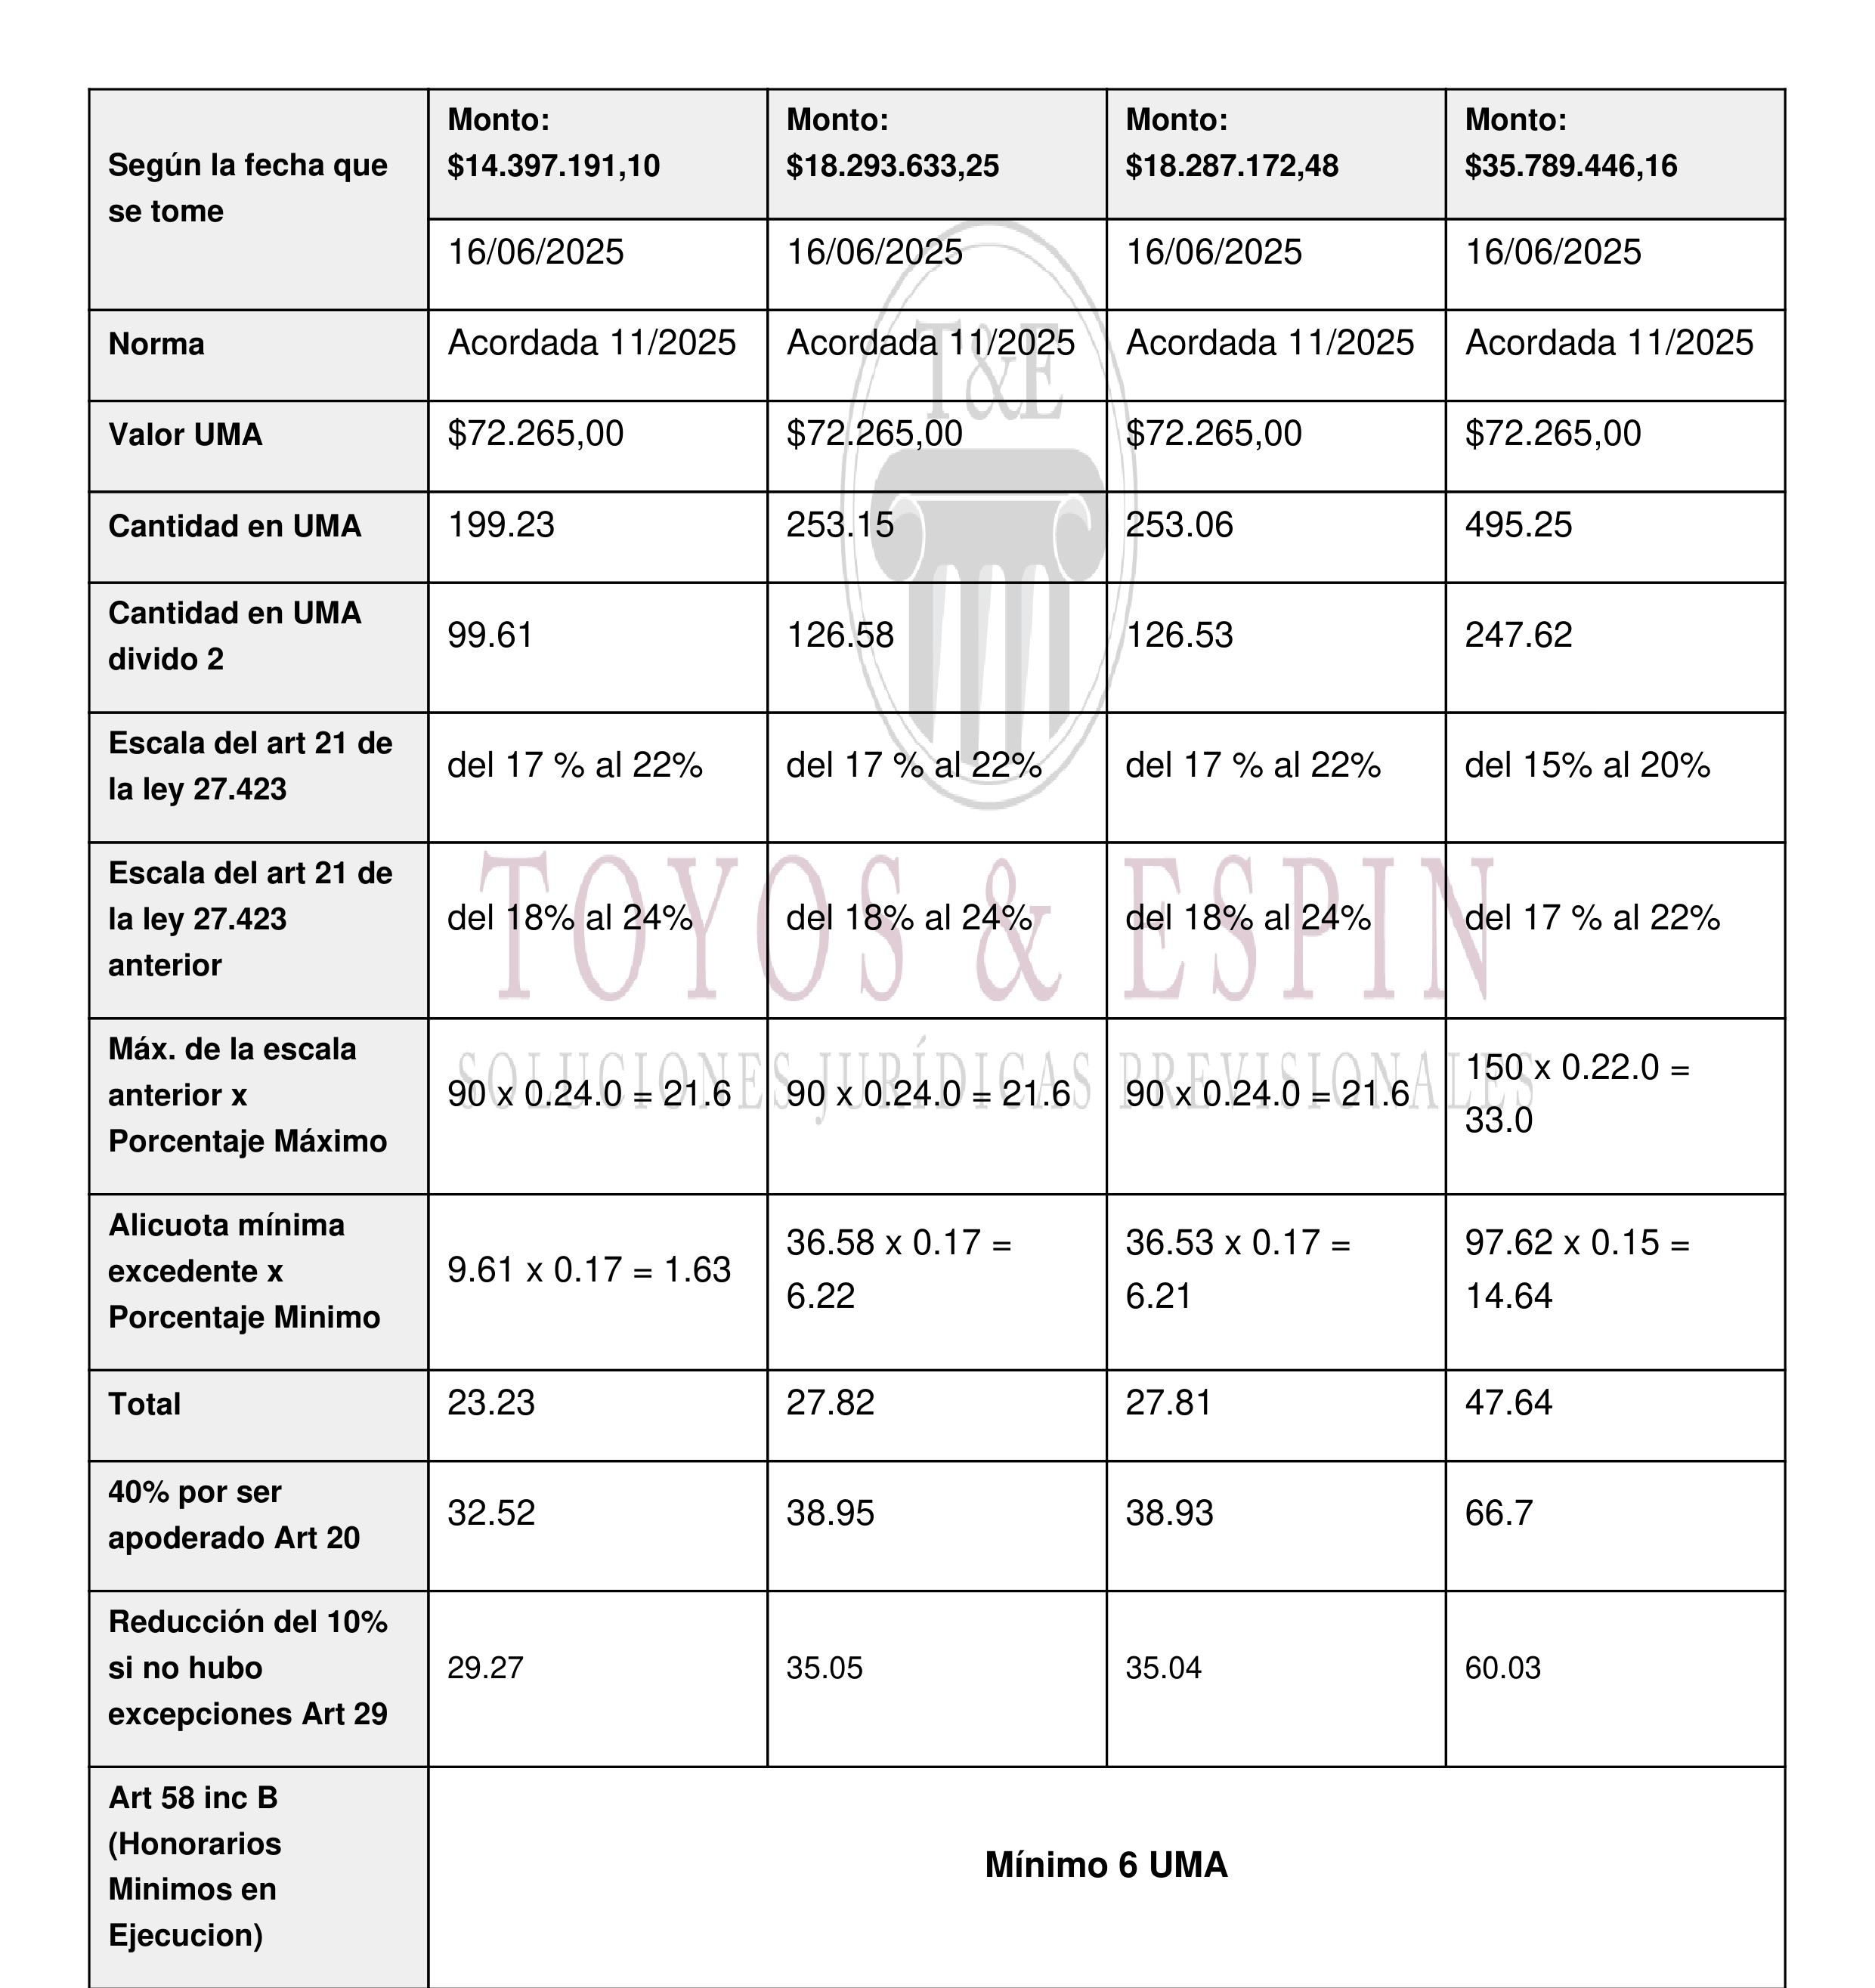 Según la fecha que
se tome
Monto:
$14.397.191,10
Monto:
$18.293.633,25
Monto:
$18.287.172,48
Monto:
$35.789.446,16
16/06/2025
16/06/2025
16/06/2025
16/06/2025
Norma
Acordada 11/2025
Acordada 11/2025
Acordada 11/2025
Acordada 11/2025
T&E
Valor UMA
$72.265,00
$72.265,00
$72.265,00
$72.265,00
Cantidad en UMA
199.23
253.15
253.06
495.25
Cantidad en UMA
divido 2
99.61
126.58
126.53
247.62
Escala del art 21 de
la ley 27.423
del 17 % al 22%
del 17 % al 22%
del 17 % al 22%
del 15% al 20%
Escala del art 21 de
la ley 27.423
anterior
del 18% al 24%
del 18% al 24%
del 18% al 24%
del 17 % al 22%
TOYOS & ESPIN
SOLUCIONES JURÍDICAS PREVISIONALES
Máx. de la escala
anterior x
Porcentaje Máximo
90 x 0.24.0 = 21.6
90 x 0.24.0 = 21.6
90 x 0.24.0 = 21.6
150 x 0.22.0 =
33.0
Alicuota mínima
excedente x
Porcentaje Minimo
9.61 x 0.17 = 1.63
36.58 x 0.17 =
6.22
36.53 x 0.17 =
6.21
97.62 x 0.15 =
14.64
Total
23.23
27.82
27.81
47.64
40% por ser
apoderado Art 20
32.52
38.95
38.93
66.7
Reducción del 10%
si no hubo
excepciones Art 29
29.27
35.05
35.04
60.03
Art 58 inc B
(Honorarios
Minimos en
Ejecucion)
Mínimo 6 UMA